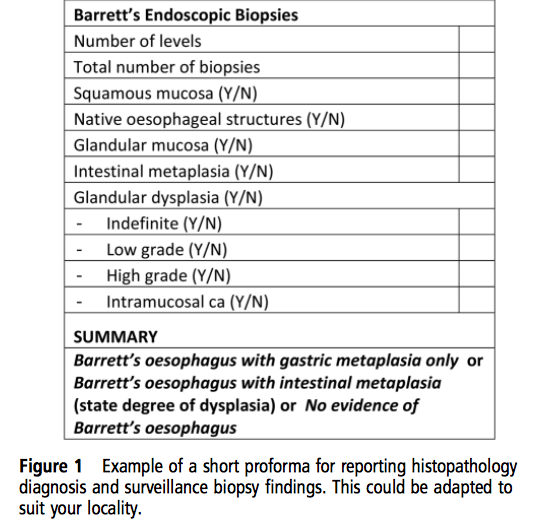 Barrett's Endoscopic Biopsies
Number of levels
Total number of biopsies
Squamous mucosa (Y/N)
Native oesophageal structures (Y/N)
Glandular mucosa (Y/N)
Intestinal metaplasia (Y/N)
Glandular dysplasia (Y/N)
- Indefinite (Y/N)
- Low grade (Y/N)
- High grade (Y/N)
- Intramucosal ca (Y/N)
SUMMARY
Barrett's oesophagus with gastric metaplasia only or
Barrett's oesophagus with intestinal metaplasia
(state degree of dysplasia) or No evidence of
Barrett's oesophagus
Figure 1 Example of a short proforma for reporting histopathology
diagnosis and surveillance biopsy findings. This could be adapted to
suit your locality.